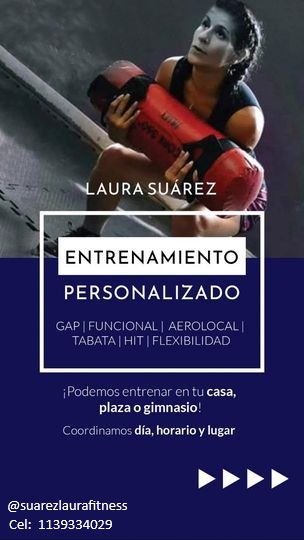 LAURA SUÁREZ
ENTRENAMIENTO
PERSONALIZADO
GAP | FUNCIONAL | AEROLOCAL |
TABATA | HIT | FLEXIBILIDAD
¡Podemos entrenar en tu casa,
plaza o gimnasio!
Coordinamos día, horario y lugar
@suarezlaurafitness
Cel: 1139334029